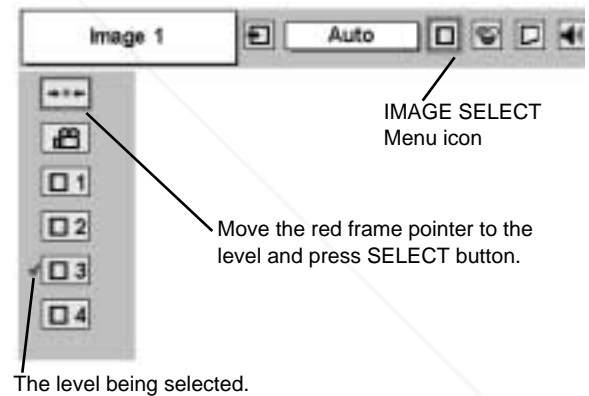 Image 1
Auto
IMAGE SELECT
Menu icon
1
2
Move the red frame pointer to the
level and press SELECT button.
3
4
The level being selected.